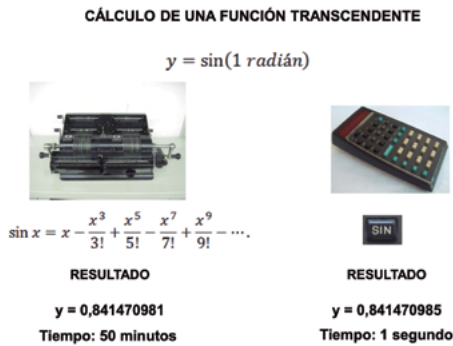 CÁLCULO DE UNA FUNCIÓN TRANSCENDENTE
y = sin(1 radián)
sin x = x - x³/3! + x⁵/5! - x⁷/7! + x⁹/9! - ⋯.
SIN
RESULTADO
y = 0,841470981
Tiempo: 50 minutos
RESULTADO
y = 0,841470985
Tiempo: 1 segundo